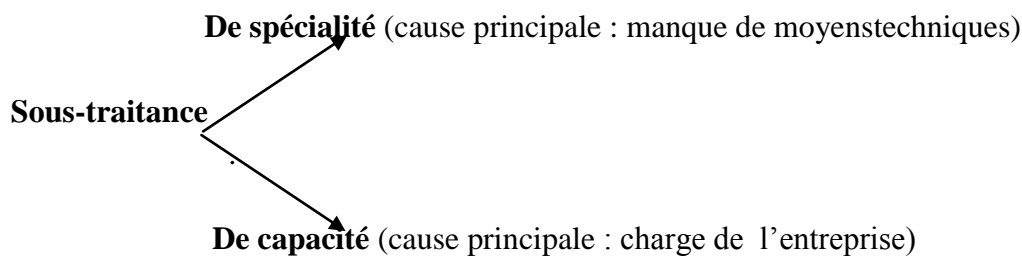 De spécialité (cause principale : manque de moyenstechniques)
Sous-traitance
.
De capacité (cause principale : charge de  l’entreprise)